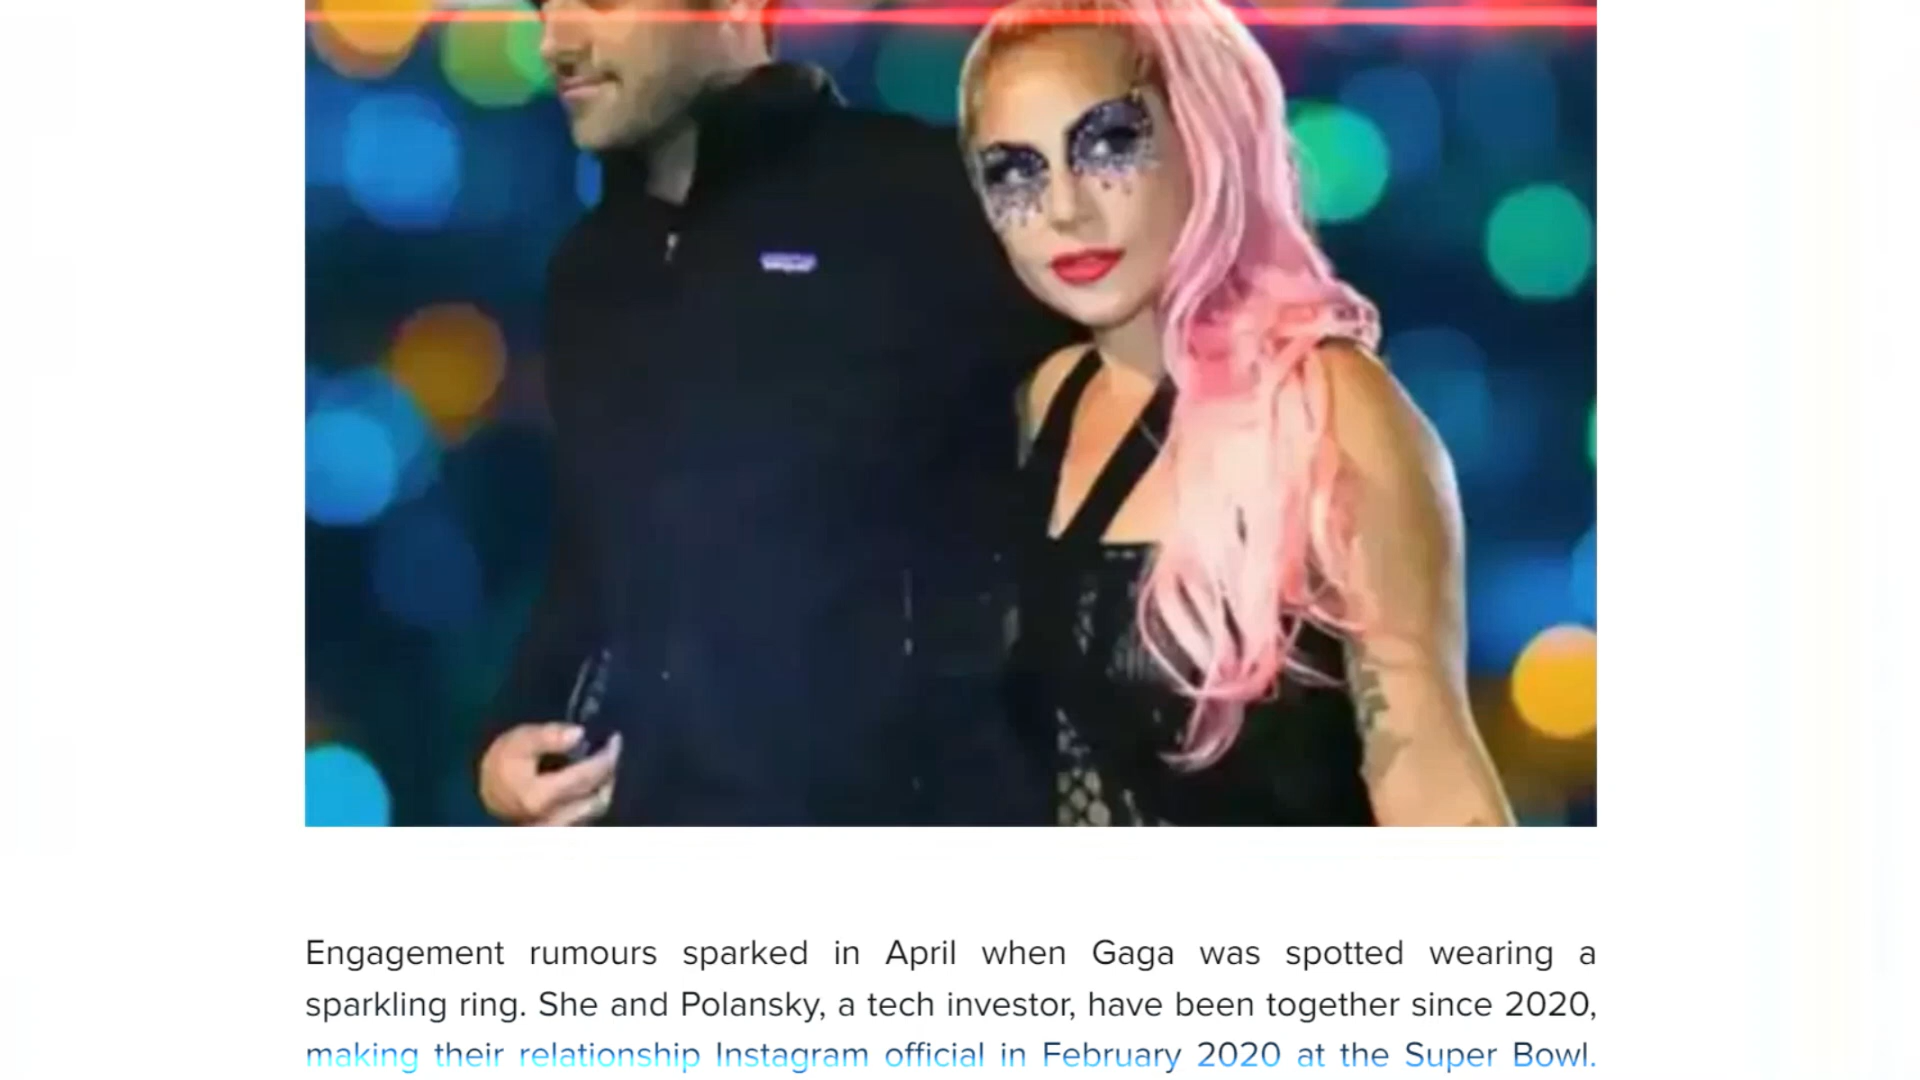 Engagement rumours sparked in April when Gaga was spotted wearing a
sparkling ring. She and Polansky, a tech investor, have been together since 2020,
making their relationship Instagram official in February 2020 at the Super Bowl.